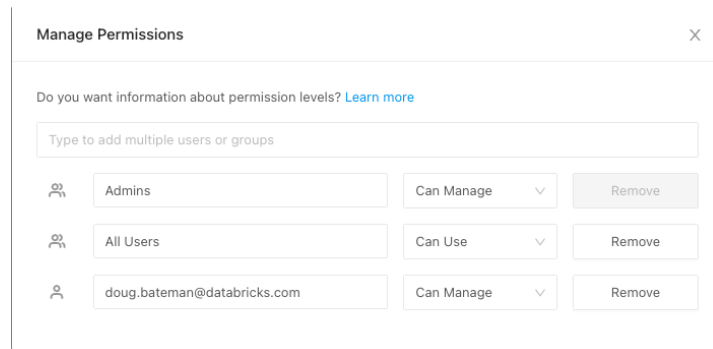 Manage Permissions
Do you want information about permission levels? Learn more
Type to add multiple users or groups
Admins Can Manage Remove
All Users Can Use Remove
doug.bateman@databricks.com Can Manage Remove